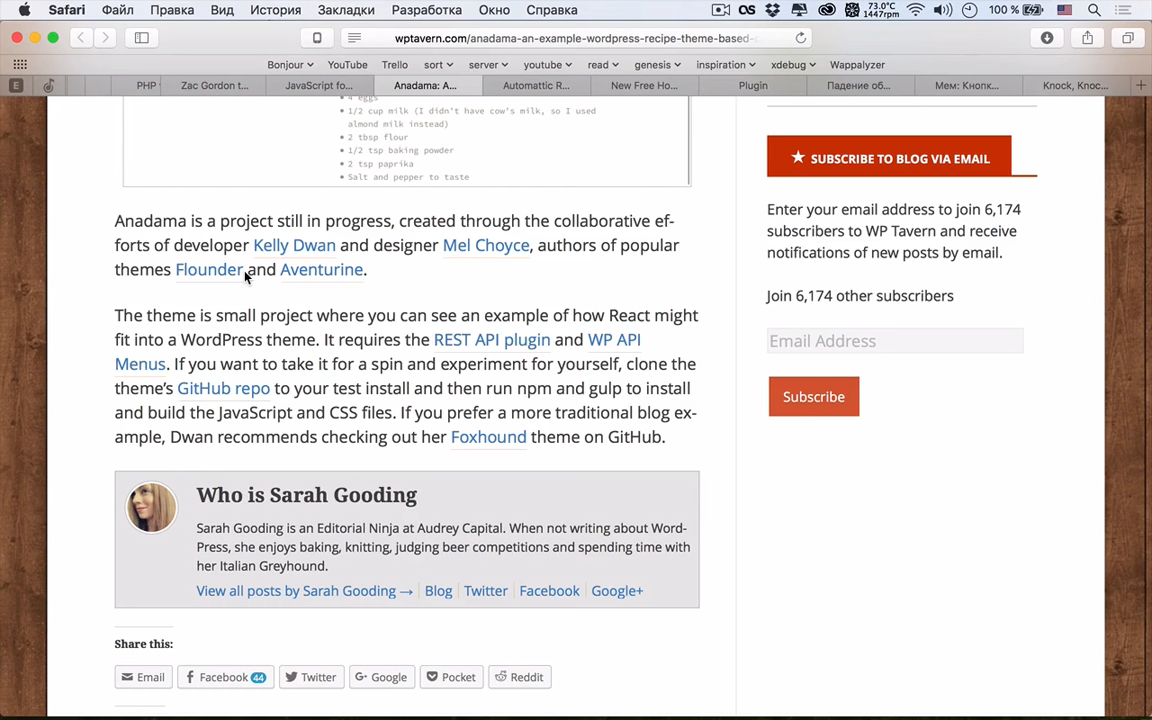 Safari Файл Правка Вид История Закладки Разработка Окно Справка 73.0°C 1447rpm 100 %
wptavern.com/anadama-an-example-wordpress-recipe-theme-based-
Bonjour YouTube Trello sort server youtube read genesis inspiration xdebug Wappalyzer
E PHP Zac Gordon t... JavaScript fo... Anadama: A... Automattic R... New Free Ho... Plugin Падение об... Мем: Кнопк... Knock, Knoc...
4 eggs
1/2 cup milk (I didn't have cow's milk, so I used
almond milk instead)
2 tbsp flour
1/2 tsp baking powder
2 tsp paprika
Salt and pepper to taste
Anadama is a project still in progress, created through the collaborative ef-
forts of developer Kelly Dwan and designer Mel Choyce, authors of popular
themes Flounder and Aventurine.
The theme is small project where you can see an example of how React might
fit into a WordPress theme. It requires the REST API plugin and WP API
Menus. If you want to take it for a spin and experiment for yourself, clone the
theme's GitHub repo to your test install and then run npm and gulp to install
and build the JavaScript and CSS files. If you prefer a more traditional blog ex-
ample, Dwan recommends checking out her Foxhound theme on GitHub.
Who is Sarah Gooding
Sarah Gooding is an Editorial Ninja at Audrey Capital. When not writing about Word-
Press, she enjoys baking, knitting, judging beer competitions and spending time with
her Italian Greyhound.
View all posts by Sarah Gooding → Blog Twitter Facebook Google+
Share this:
Email Facebook 44 Twitter Google Pocket Reddit
SUBSCRIBE TO BLOG VIA EMAIL
Enter your email address to join 6,174
subscribers to WP Tavern and receive
notifications of new posts by email.
Join 6,174 other subscribers
Email Address
Subscribe